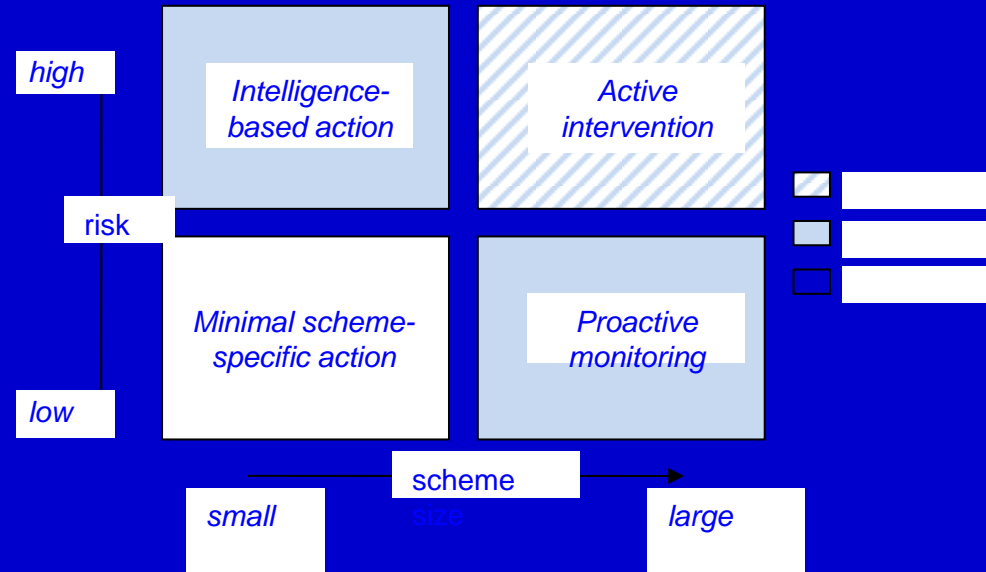 high
Intelligence-
based action
Active
intervention
risk
Minimal scheme-
specific action
Proactive
monitoring
low
scheme
size
small
large